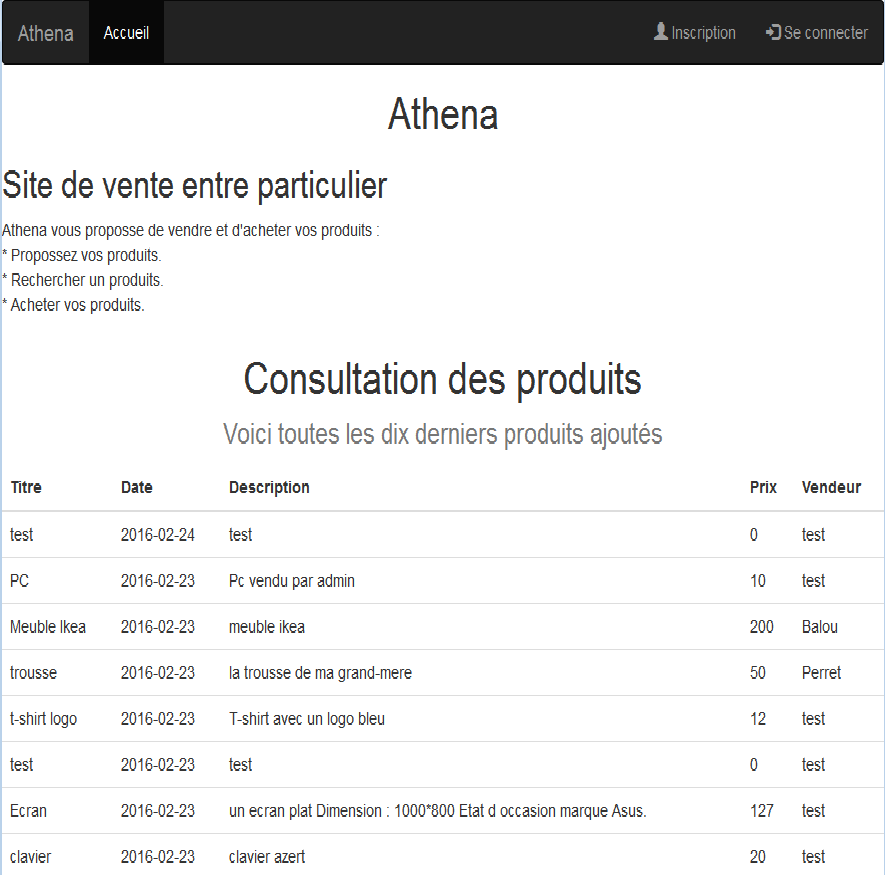 Athena Accueil Inscription Se connecter
Athena
Site de vente entre particulier
Athena vous propose de vendre et d'acheter vos produits :
* Propossez vos produits.
* Rechercher un produits.
* Acheter vos produits.
Consultation des produits
Voici toutes les dix derniers produits ajoutés
Titre Date Description Prix Vendeur
test 2016-02-24 test 0 test
PC 2016-02-23 Pc vendu par admin 10 test
Meuble Ikea 2016-02-23 meuble ikea 200 Balou
trousse 2016-02-23 la trousse de ma grand-mere 50 Perret
t-shirt logo 2016-02-23 T-shirt avec un logo bleu 12 test
test 2016-02-23 test 0 test
Ecran 2016-02-23 un ecran plat Dimension : 1000*800 Etat d occasion marque Asus. 127 test
clavier 2016-02-23 clavier azert 20 test